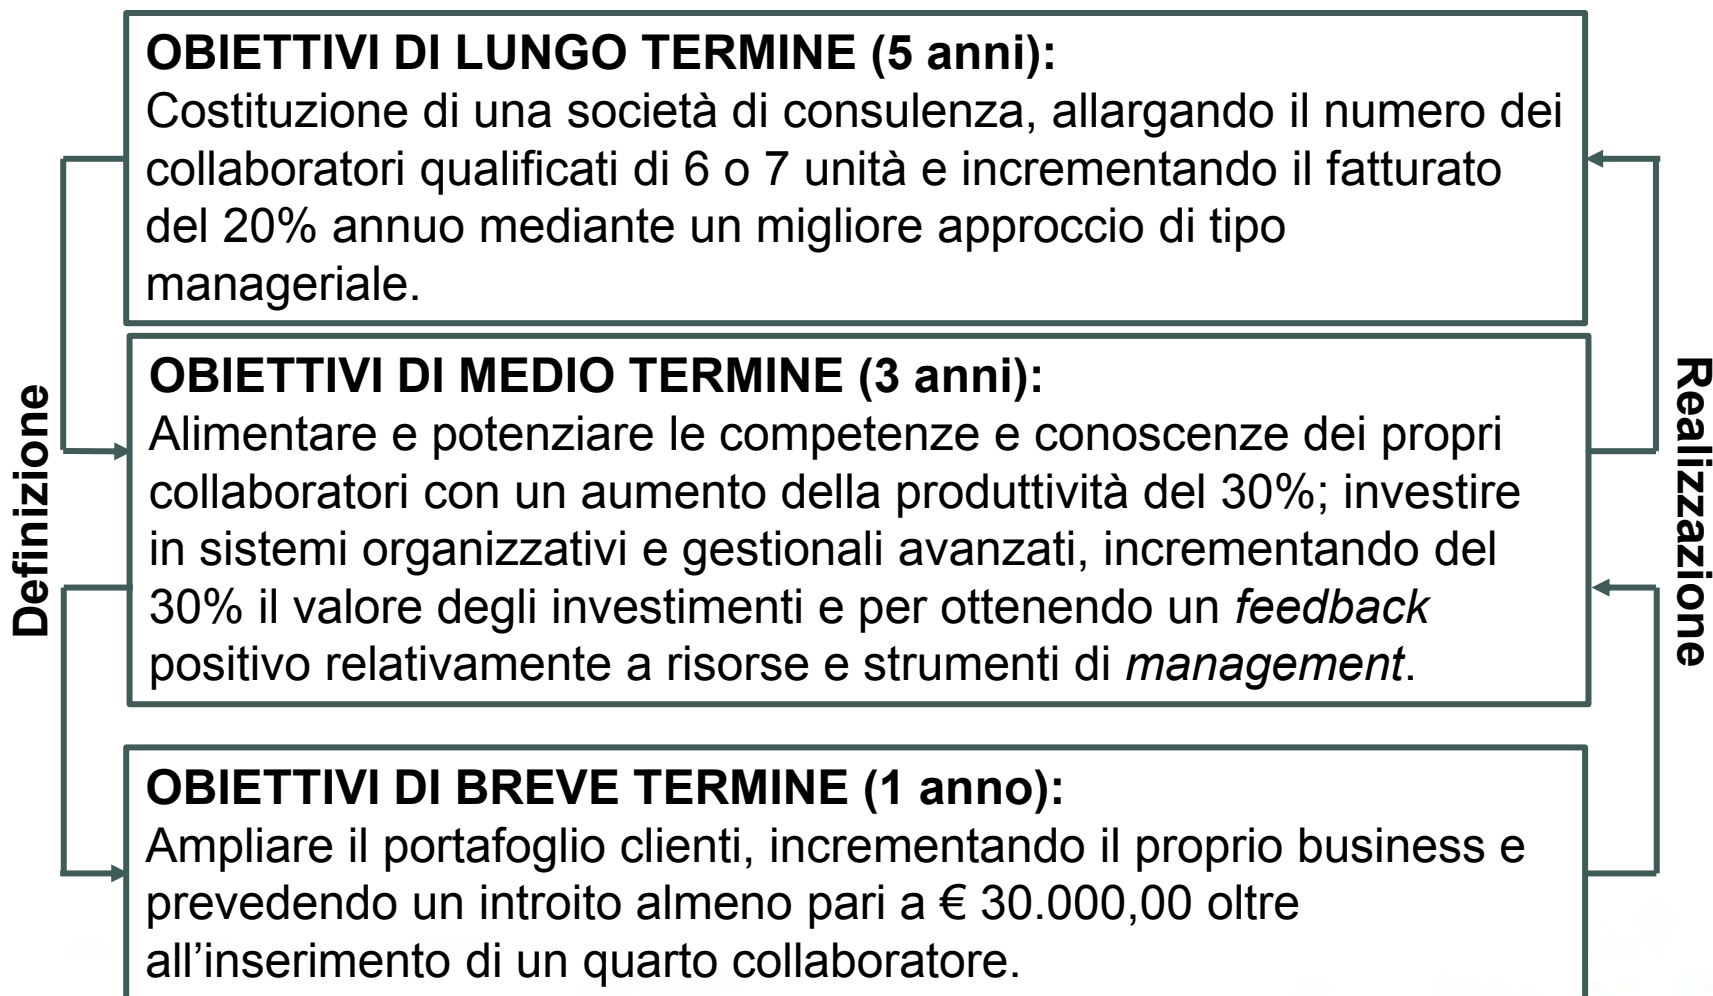 OBIETTIVI DI LUNGO TERMINE (5 anni):
Costituzione di una società di consulenza, allargando il numero dei
collaboratori qualificati di 6 o 7 unità e incrementando il fatturato
del 20% annuo mediante un migliore approccio di tipo
manageriale.
Definizione
OBIETTIVI DI MEDIO TERMINE (3 anni):
Alimentare e potenziare le competenze e conoscenze dei propri
collaboratori con un aumento della produttività del 30%; investire
in sistemi organizzativi e gestionali avanzati, incrementando del
30% il valore degli investimenti e per ottenendo un feedback
positivo relativamente a risorse e strumenti di management.
Realizzazione
OBIETTIVI DI BREVE TERMINE (1 anno):
Ampliare il portafoglio clienti, incrementando il proprio business e
prevedendo un introito almeno pari a € 30.000,00 oltre
all’inserimento di un quarto collaboratore.